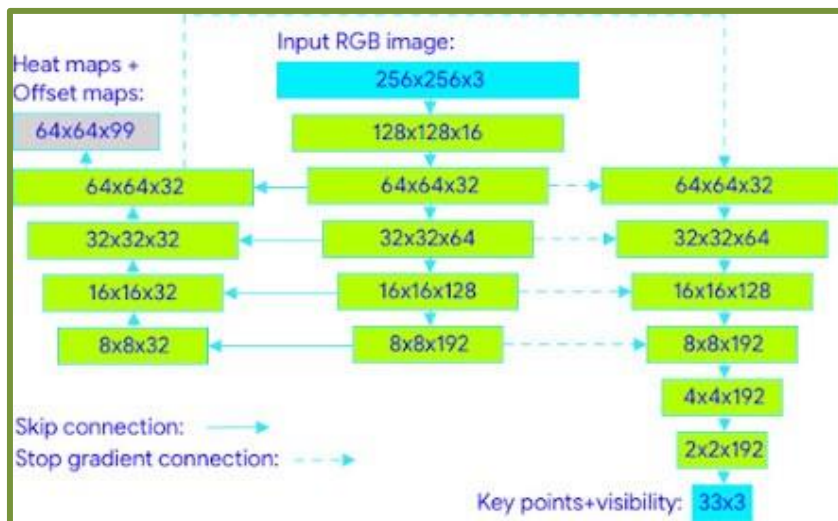 Input RGB image:
256x256x3
Heat maps +
Offset maps:
64x64x99
128x128x16
64x64x32
64x64x32
64x64x32
32x32x32
32x32x64
32x32x64
16x16x32
16x16x128
16x16x128
8x8x32
8x8x192
8x8x192
4x4x192
2x2x192
Skip connection:
Stop gradient connection:
Key points+visibility:
33x3